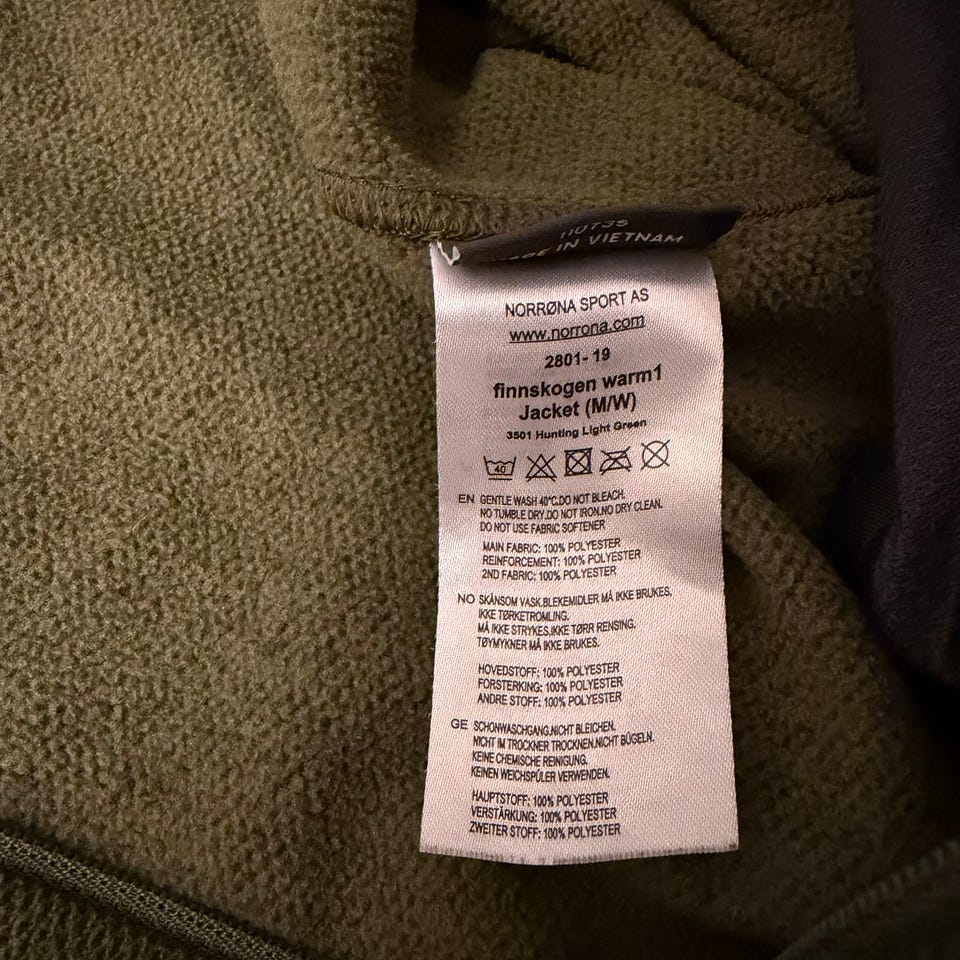 IN VIETNAM
NORRØNA SPORT AS
www.norrona.com
2801- 19
finnskogen warm1
Jacket (M/W)
3501 Hunting Light Green
40
EN GENTLE WASH 40°C.DO NOT BLEACH.
NO TUMBLE DRY.DO NOT IRON.NO DRY CLEAN.
DO NOT USE FABRIC SOFTENER
MAIN FABRIC: 100% POLYESTER
REINFORCEMENT: 100% POLYESTER
2ND FABRIC: 100% POLYESTER
NO SKÅNSOM VASK.BLEKEMIDLER MÅ IKKE BRUKES.
IKKE TØRKETROMLING.
MÅ IKKE STRYKES.IKKE TØRR RENSING.
TØYMYKNER MÅ IKKE BRUKES.
HOVEDSTOFF: 100% POLYESTER
FORSTERKING: 100% POLYESTER
ANDRE STOFF: 100% POLYESTER
GE SCHONWASCHGANG.NICHT BLEICHEN.
NICHT IM TROCKNER TROCKNEN.NICHT BÜGELN.
KEINE CHEMISCHE REINIGUNG.
KEINEN WEICHSPÜLER VERWENDEN.
HAUPTSTOFF: 100% POLYESTER
VERSTÄRKUNG: 100% POLYESTER
ZWEITER STOFF: 100% POLYESTER